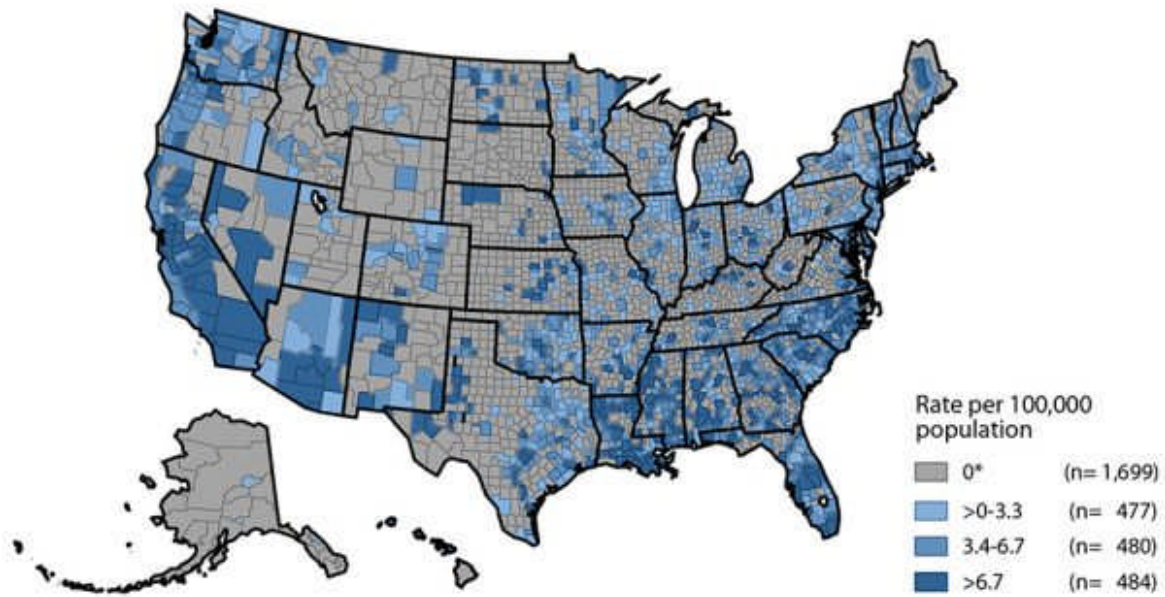 Rate per 100,000
population
0* (n= 1,699)
>0-3.3 (n= 477)
3.4-6.7 (n= 480)
>6.7 (n= 484)